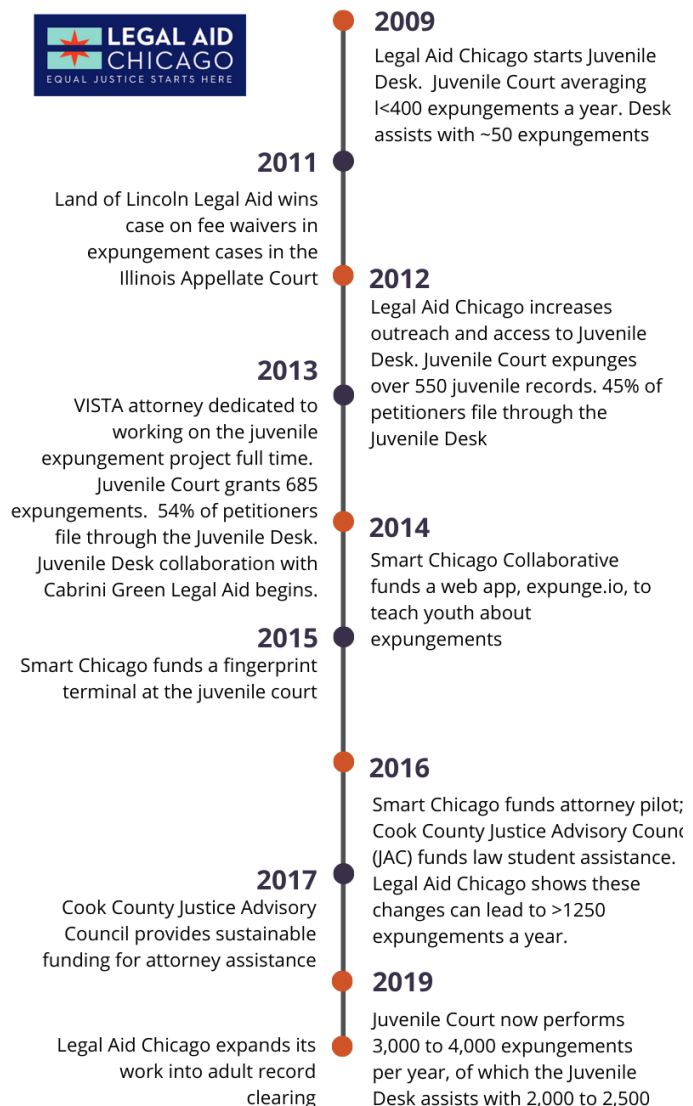 LEGAL AID
CHICAGO
EQUAL JUSTICE STARTS HERE
2009
Legal Aid Chicago starts Juvenile
Desk. Juvenile Court averaging
l<400 expungements a year. Desk
assists with ~50 expungements
2011
Land of Lincoln Legal Aid wins
case on fee waivers in
expungement cases in the
Illinois Appellate Court
2012
Legal Aid Chicago increases
outreach and access to Juvenile
Desk. Juvenile Court expunges
over 550 juvenile records. 45% of
petitioners file through the
Juvenile Desk
2013
VISTA attorney dedicated to
working on the juvenile
expungement project full time.
Juvenile Court grants 685
expungements. 54% of petitioners
file through the Juvenile Desk.
Juvenile Desk collaboration with
Cabrini Green Legal Aid begins.
2014
Smart Chicago Collaborative
funds a web app, expunge.io, to
teach youth about
expungements
2015
Smart Chicago funds a fingerprint
terminal at the juvenile court
2016
Smart Chicago funds attorney pilot;
Cook County Justice Advisory Counc
(JAC) funds law student assistance.
Legal Aid Chicago shows these
changes can lead to >1250
expungements a year.
2017
Cook County Justice Advisory
Council provides sustainable
funding for attorney assistance
2019
Juvenile Court now performs
3,000 to 4,000 expungements
per year, of which the Juvenile
Desk assists with 2,000 to 2,500
Legal Aid Chicago expands its
work into adult record
clearing